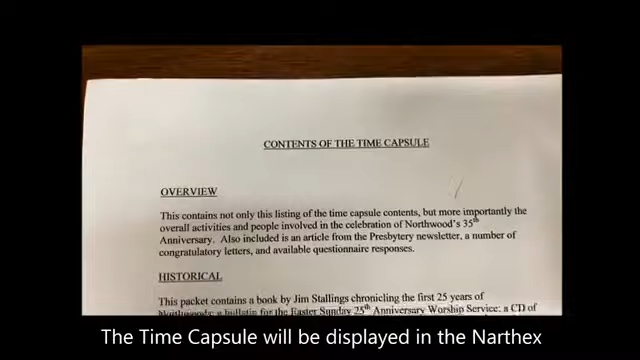 CONTENTS OF THE TIME CAPSULE
OVERVIEW
This contains not only this listing of the time capsule contents, but more importantly the
overall activities and people involved in the celebration of Northwood's 35th
Anniversary. Also included is an article from the Presbytery newsletter, a number of
congratulatory letters, and available questionnaire responses.
HISTORICAL
This packet contains a book by Jim Stallings chronicling the first 25 years of
Northwood; a bulletin for the Easter Sunday 25th Anniversary Worship Service; a CD of
The Time Capsule will be displayed in the Narthex